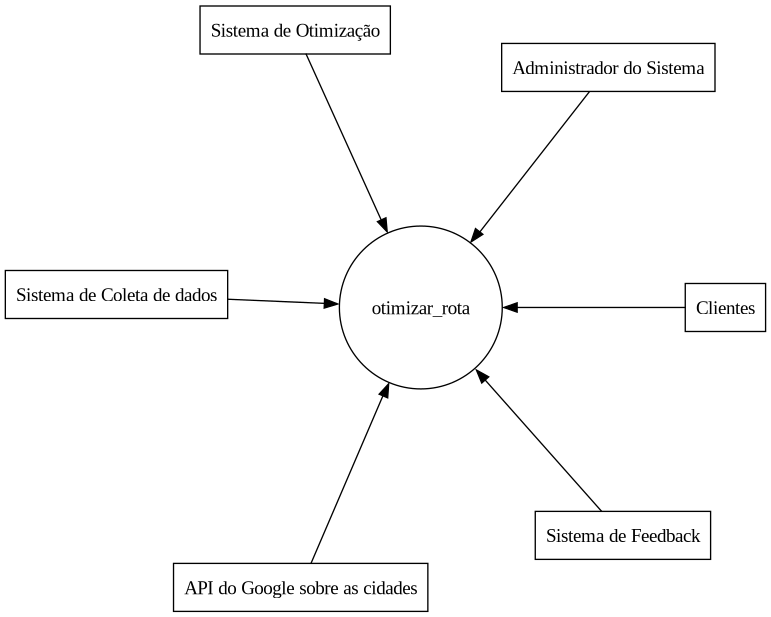 Sistema de Otimização
Administrador do Sistema
Sistema de Coleta de dados
otimizar_rota
Clientes
Sistema de Feedback
API do Google sobre as cidades